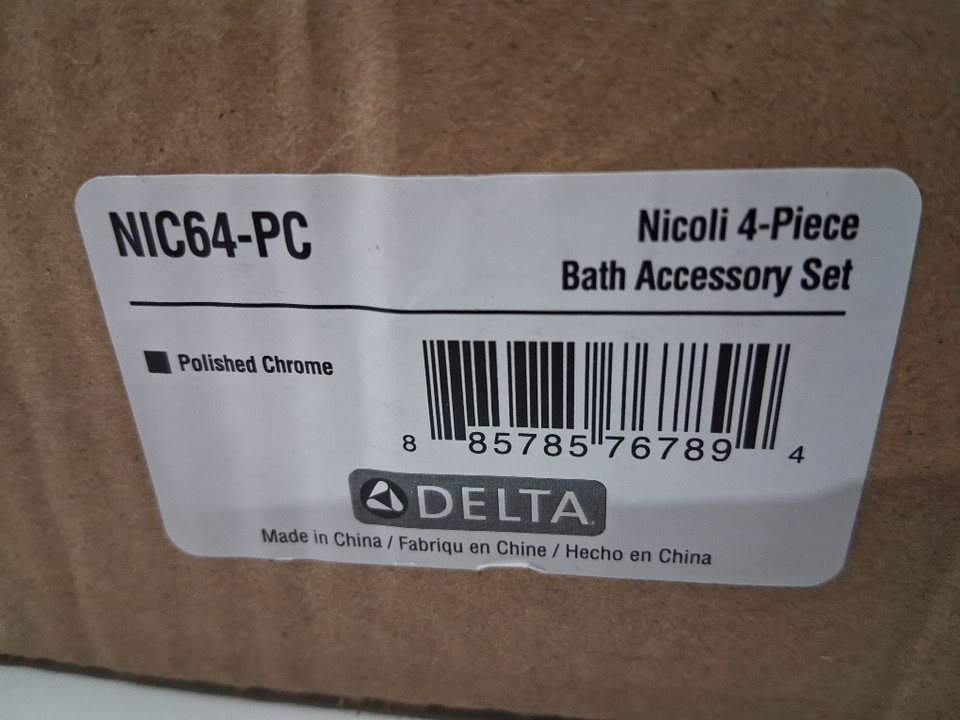 NIC64-PC
Nicoli 4-Piece
Bath Accessory Set
Polished Chrome
8 85785 76789 4
DELTA
Made in China / Fabriqu en Chine / Hecho en China